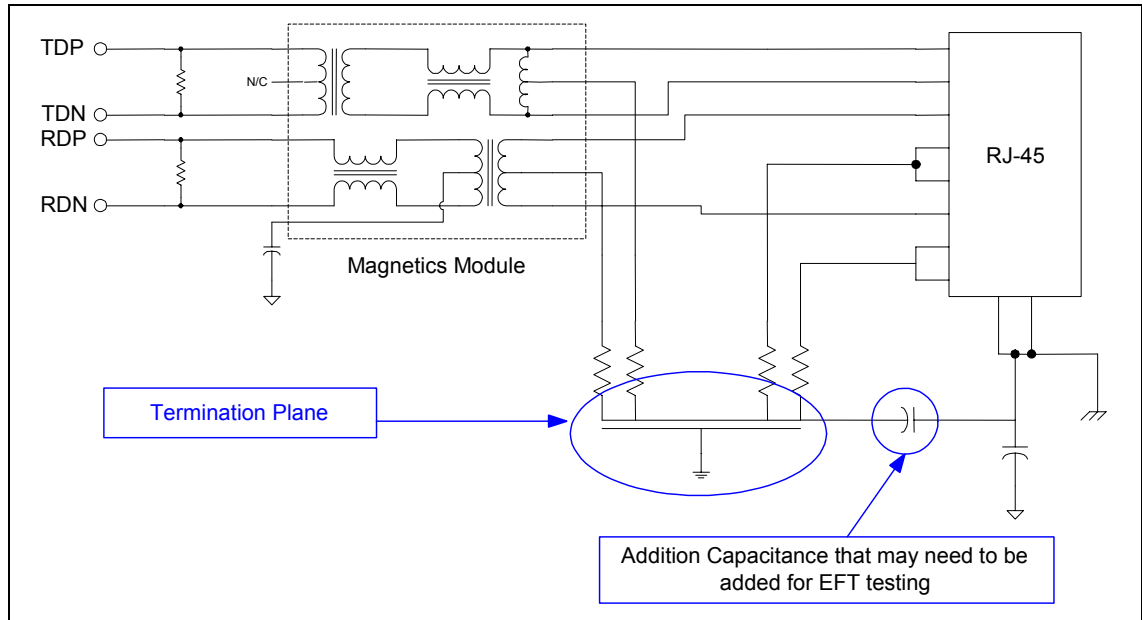 TDP
N/C
TDN
RDP
RDN
RJ-45
Magnetics Module
Termination Plane
Addition Capacitance that may need to be
added for EFT testing